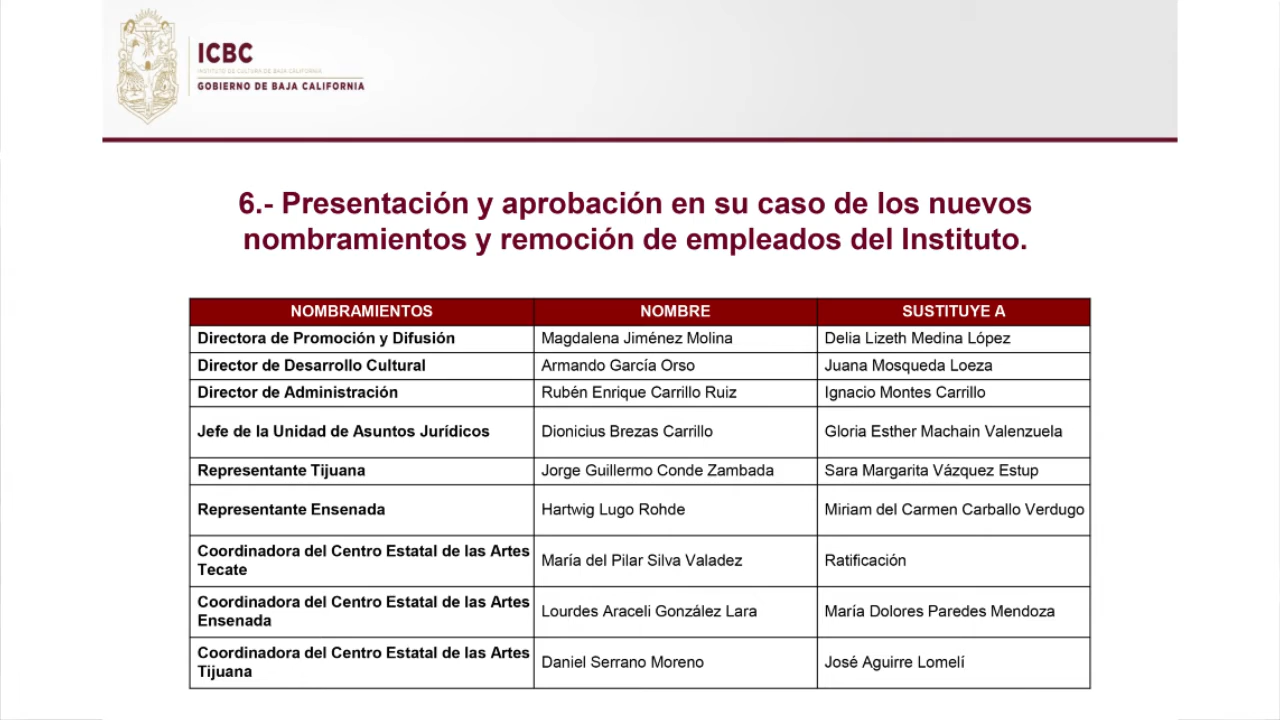 ICBC
INSTITUTO DE CULTURA DE BAJA CALIFORNIA
GOBIERNO DE BAJA CALIFORNIA
6.- Presentación y aprobación en su caso de los nuevos
nombramientos y remoción de empleados del Instituto.
NOMBRAMIENTOS NOMBRE SUSTITUYE A
Directora de Promoción y Difusión Magdalena Jiménez Molina Delia Lizeth Medina López
Director de Desarrollo Cultural Armando García Orso Juana Mosqueda Loeza
Director de Administración Rubén Enrique Carrillo Ruiz Ignacio Montes Carrillo
Jefe de la Unidad de Asuntos Jurídicos Dionicius Brezas Carrillo Gloria Esther Machain Valenzuela
Representante Tijuana Jorge Guillermo Conde Zambada Sara Margarita Vázquez Estup
Representante Ensenada Hartwig Lugo Rohde Miriam del Carmen Carballo Verdugo
Coordinadora del Centro Estatal de las Artes
Tecate María del Pilar Silva Valadez Ratificación
Coordinadora del Centro Estatal de las Artes
Ensenada Lourdes Araceli González Lara María Dolores Paredes Mendoza
Coordinadora del Centro Estatal de las Artes
Tijuana Daniel Serrano Moreno José Aguirre Lomelí